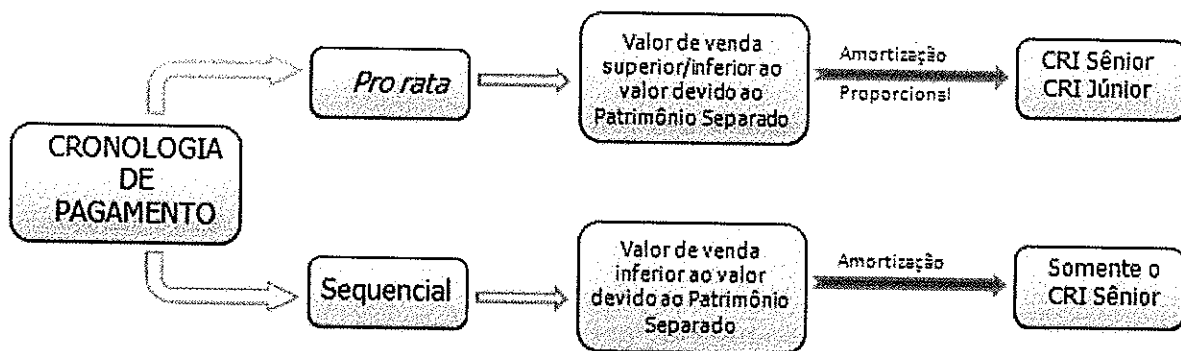 CRONOLOGIA
DE
PAGAMENTO
Pro rata
Valor de venda
superior/inferior ao
valor devido ao
Patrimônio Separado
Amortização
Proporcional
CRI Sênior
CRI Júnior
Sequencial
Valor de venda
inferior ao valor
devido ao Patrimônio
Separado
Amortização
Somente o
CRI Sênior